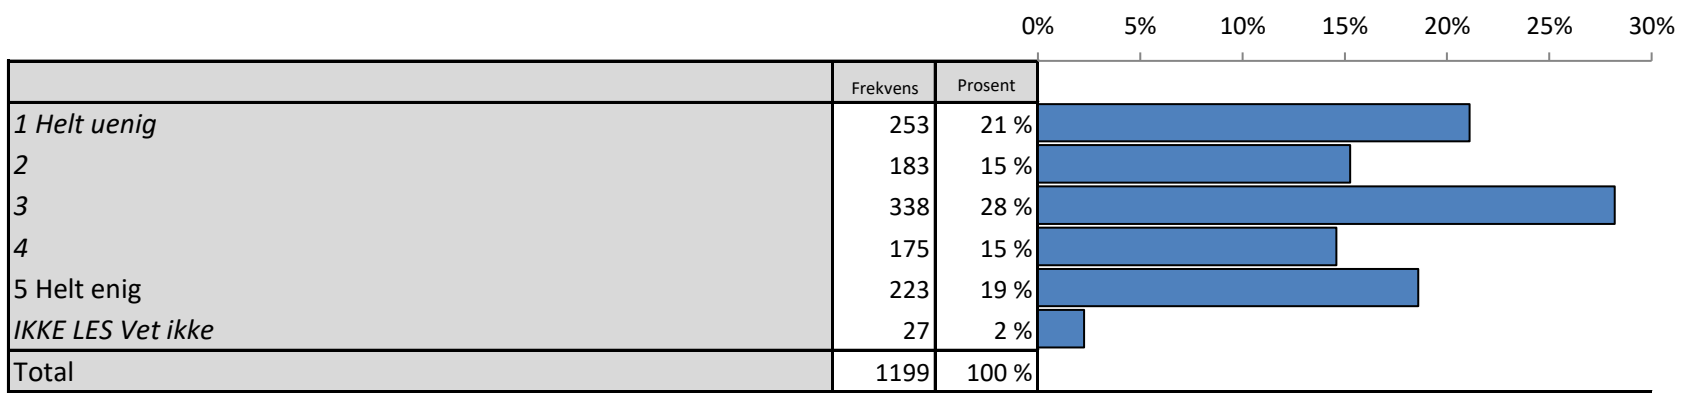 0% 5% 10% 15% 20% 25% 30%
Frekvens Prosent
1 Helt uenig 253 21 %
2 183 15 %
3 338 28 %
4 175 15 %
5 Helt enig 223 19 %
IKKE LES Vet ikke 27 2 %
Total 1199 100 %